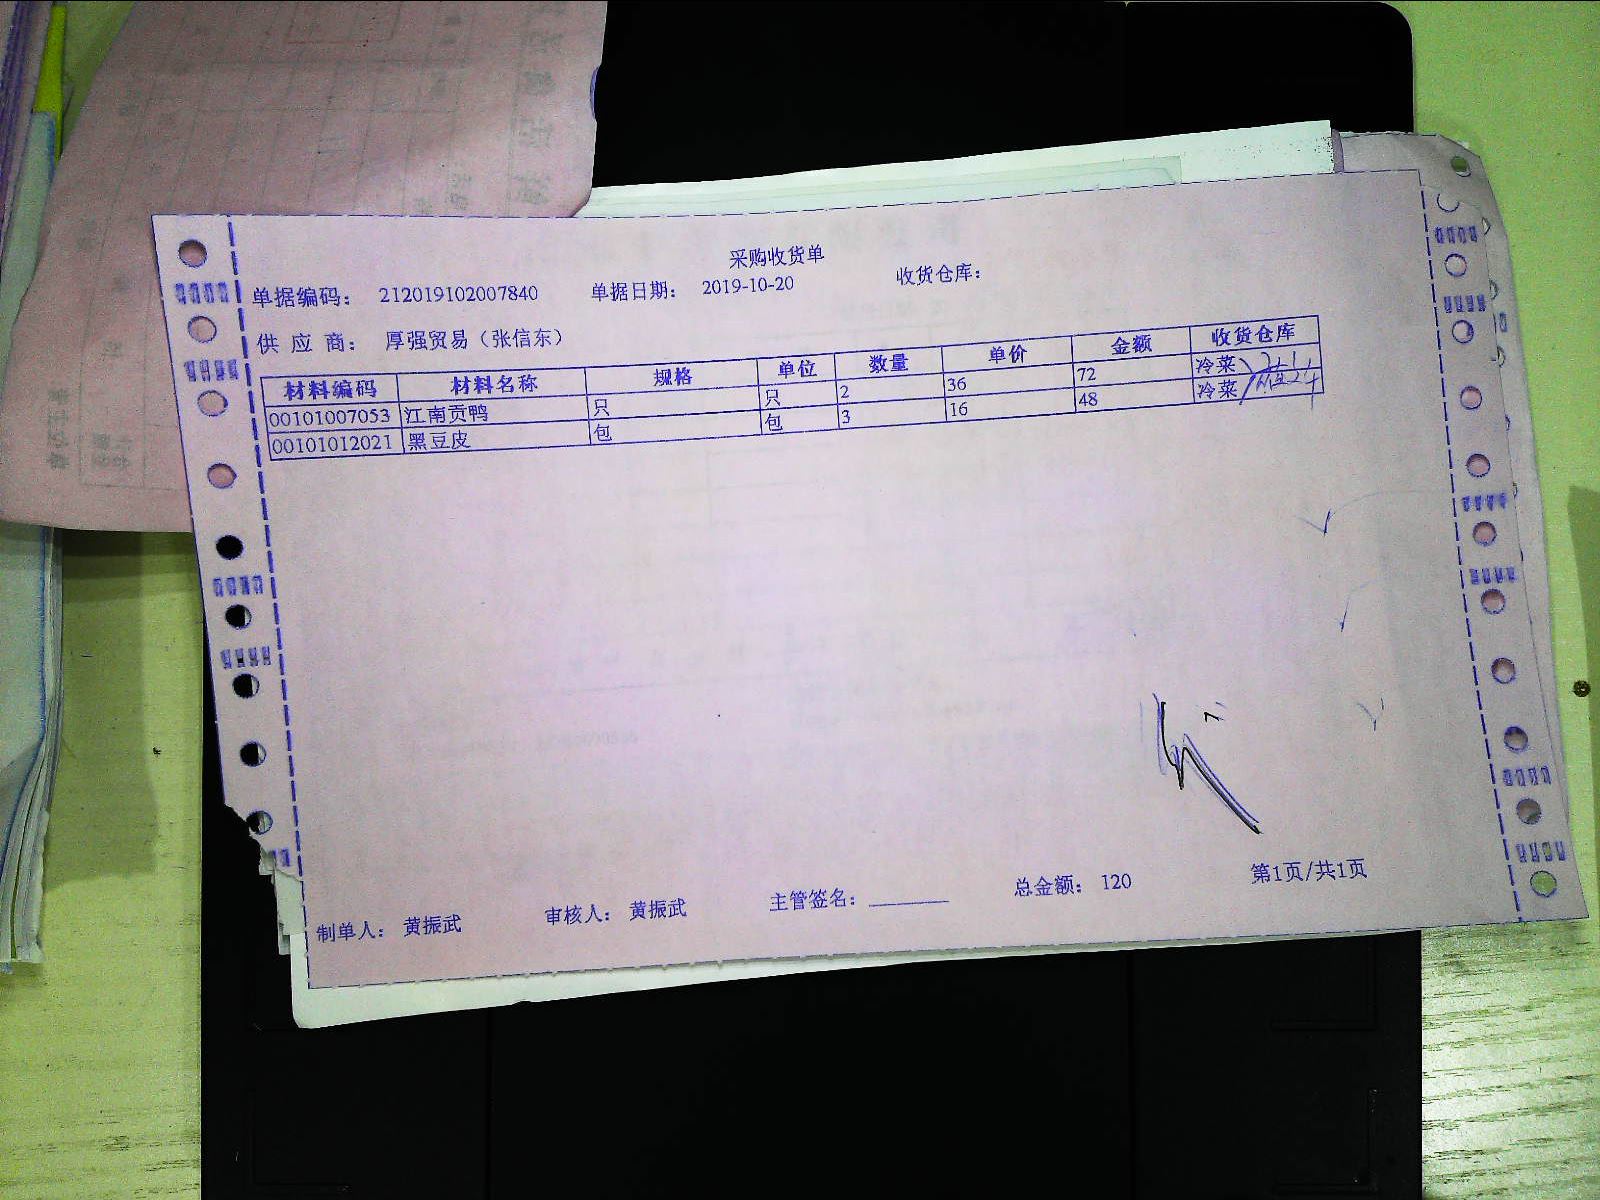 采购收货单
单据编码： 212019102007840 单据日期： 2019-10-20 收货仓库：
供 应 商： 厚强贸易（张信东）
材料编码 材料名称 规格 单位 数量 单价 金额 收货仓库
00101007053 江南贡鸭 只 只 2 36 72 冷菜
00101012021 黑豆皮 包 包 3 16 48 冷菜
制单人： 黄振武 审核人： 黄振武 主管签名： 总金额： 120 第1页/共1页